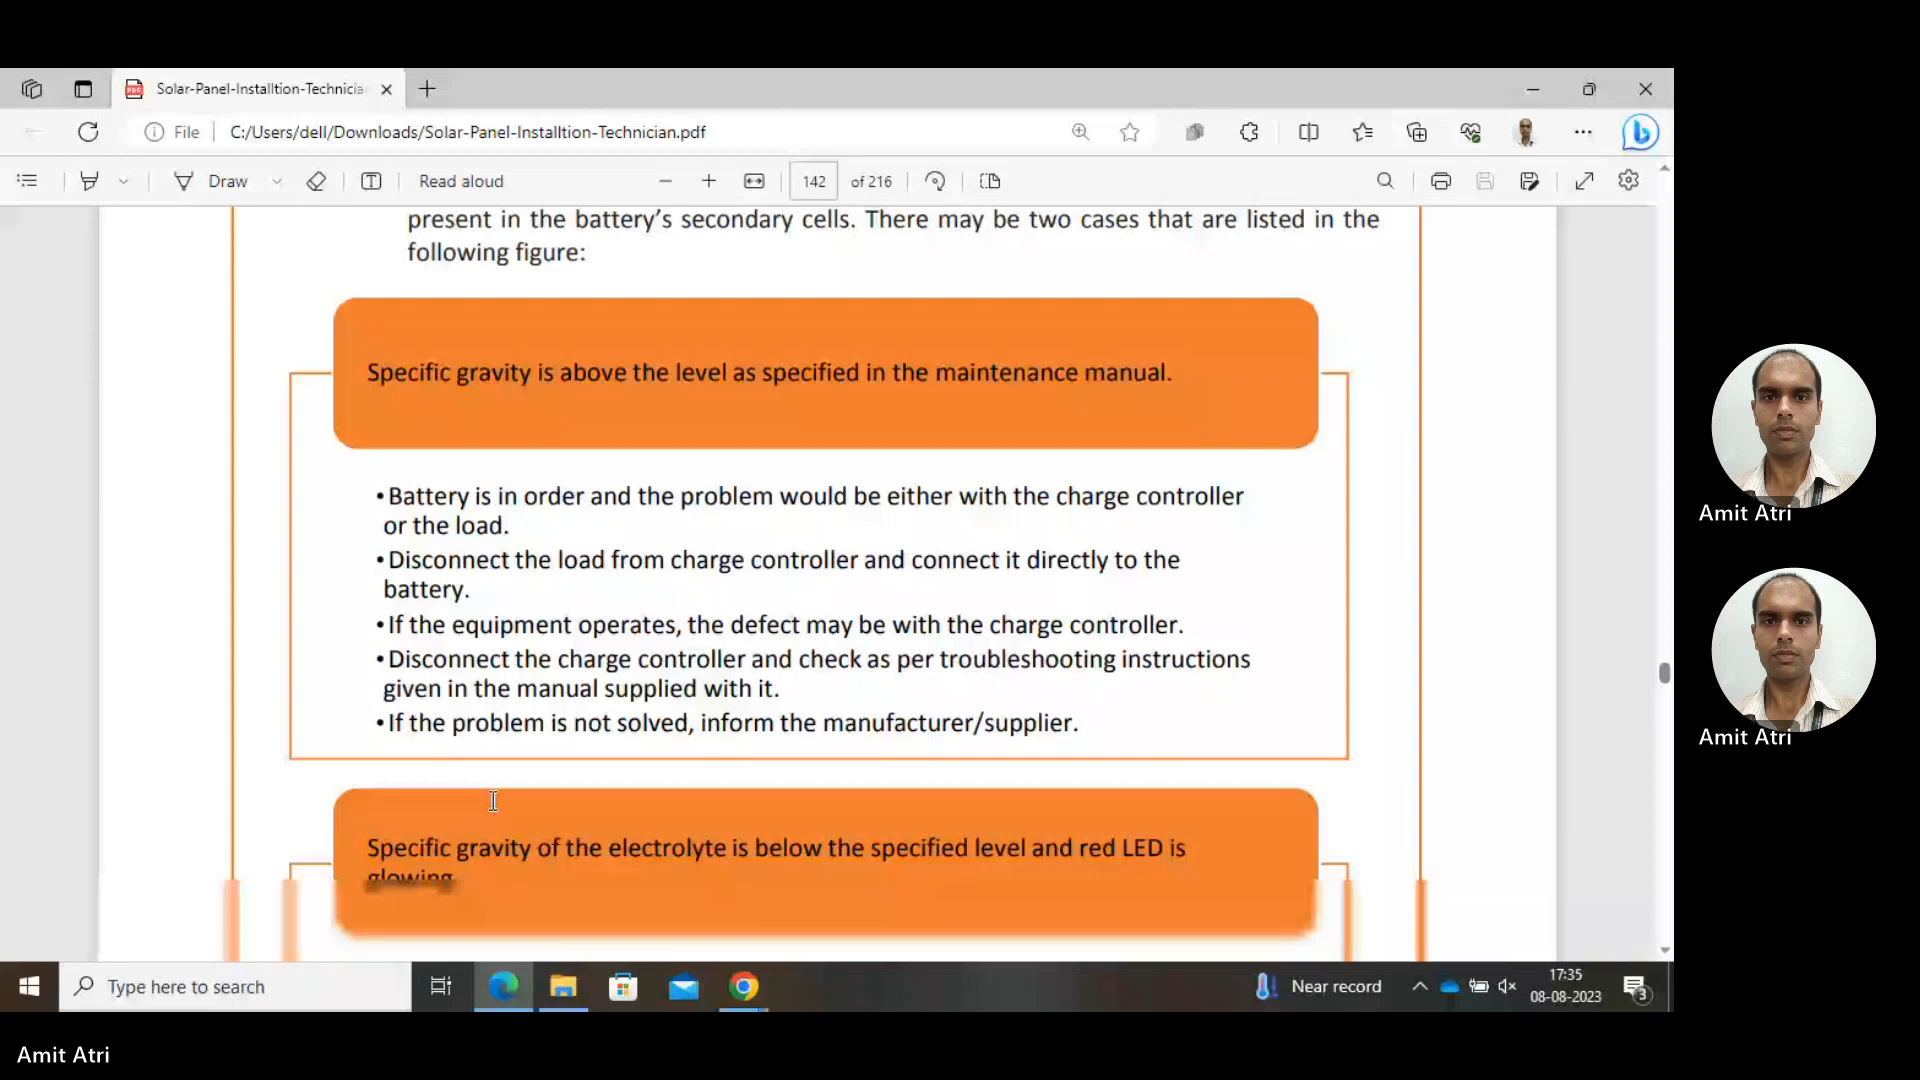 Solar-Panel-Installtion-Technicia
File
C:/Users/dell/Downloads/Solar-Panel-Installtion-Technician.pdf
Draw
Read aloud
142
of 216
present in the battery’s secondary cells. There may be two cases that are listed in the
following figure:
Specific gravity is above the level as specified in the maintenance manual.
•Battery is in order and the problem would be either with the charge controller
or the load.
•Disconnect the load from charge controller and connect it directly to the
battery.
•If the equipment operates, the defect may be with the charge controller.
•Disconnect the charge controller and check as per troubleshooting instructions
given in the manual supplied with it.
•If the problem is not solved, inform the manufacturer/supplier.
Specific gravity of the electrolyte is below the specified level and red LED is
glowing
Amit Atri
Amit Atri
Type here to search
Near record
17:35
08-08-2023
3
Amit Atri